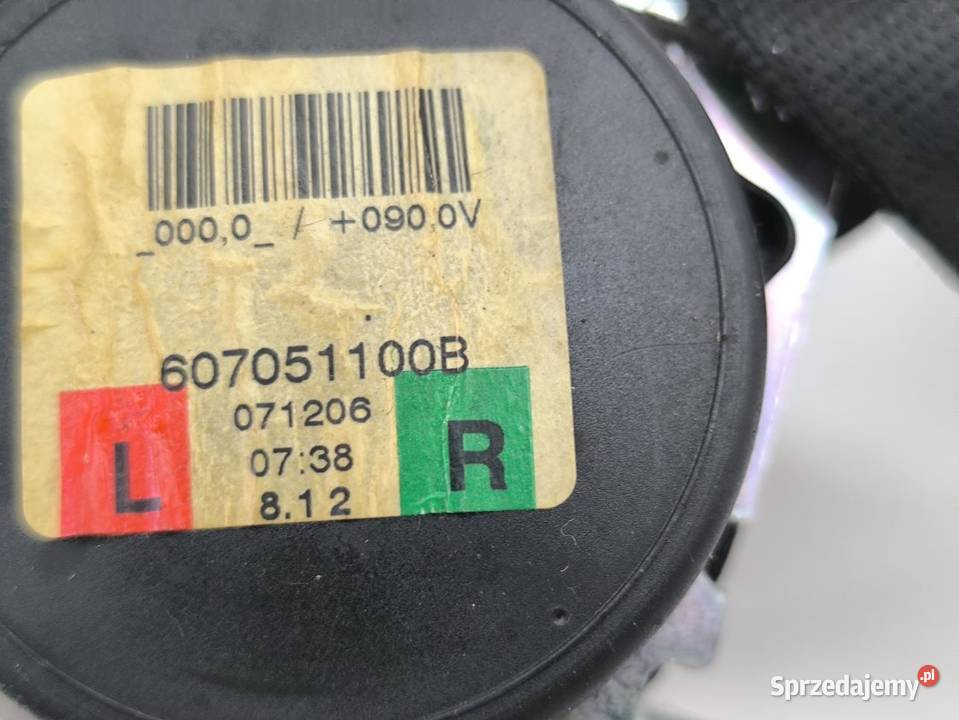 _000,0_ / +090,0V
607051100B
071206
L
R
07:38
8.12
Sprzedajemy.pl